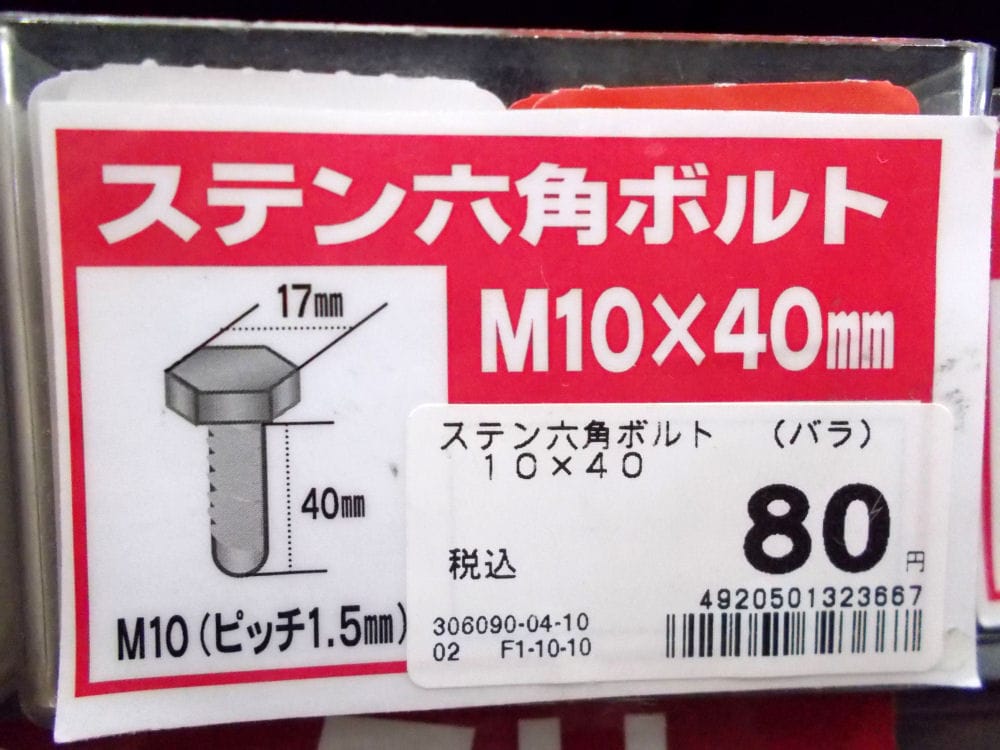 ステン六角ボルト
17mm
M10×40mm
40mm
M10(ピッチ1.5mm)
ステン六角ボルト (バラ)
10×40
税込 80円
4920501323667
306090-04-10
02 F1-10-10